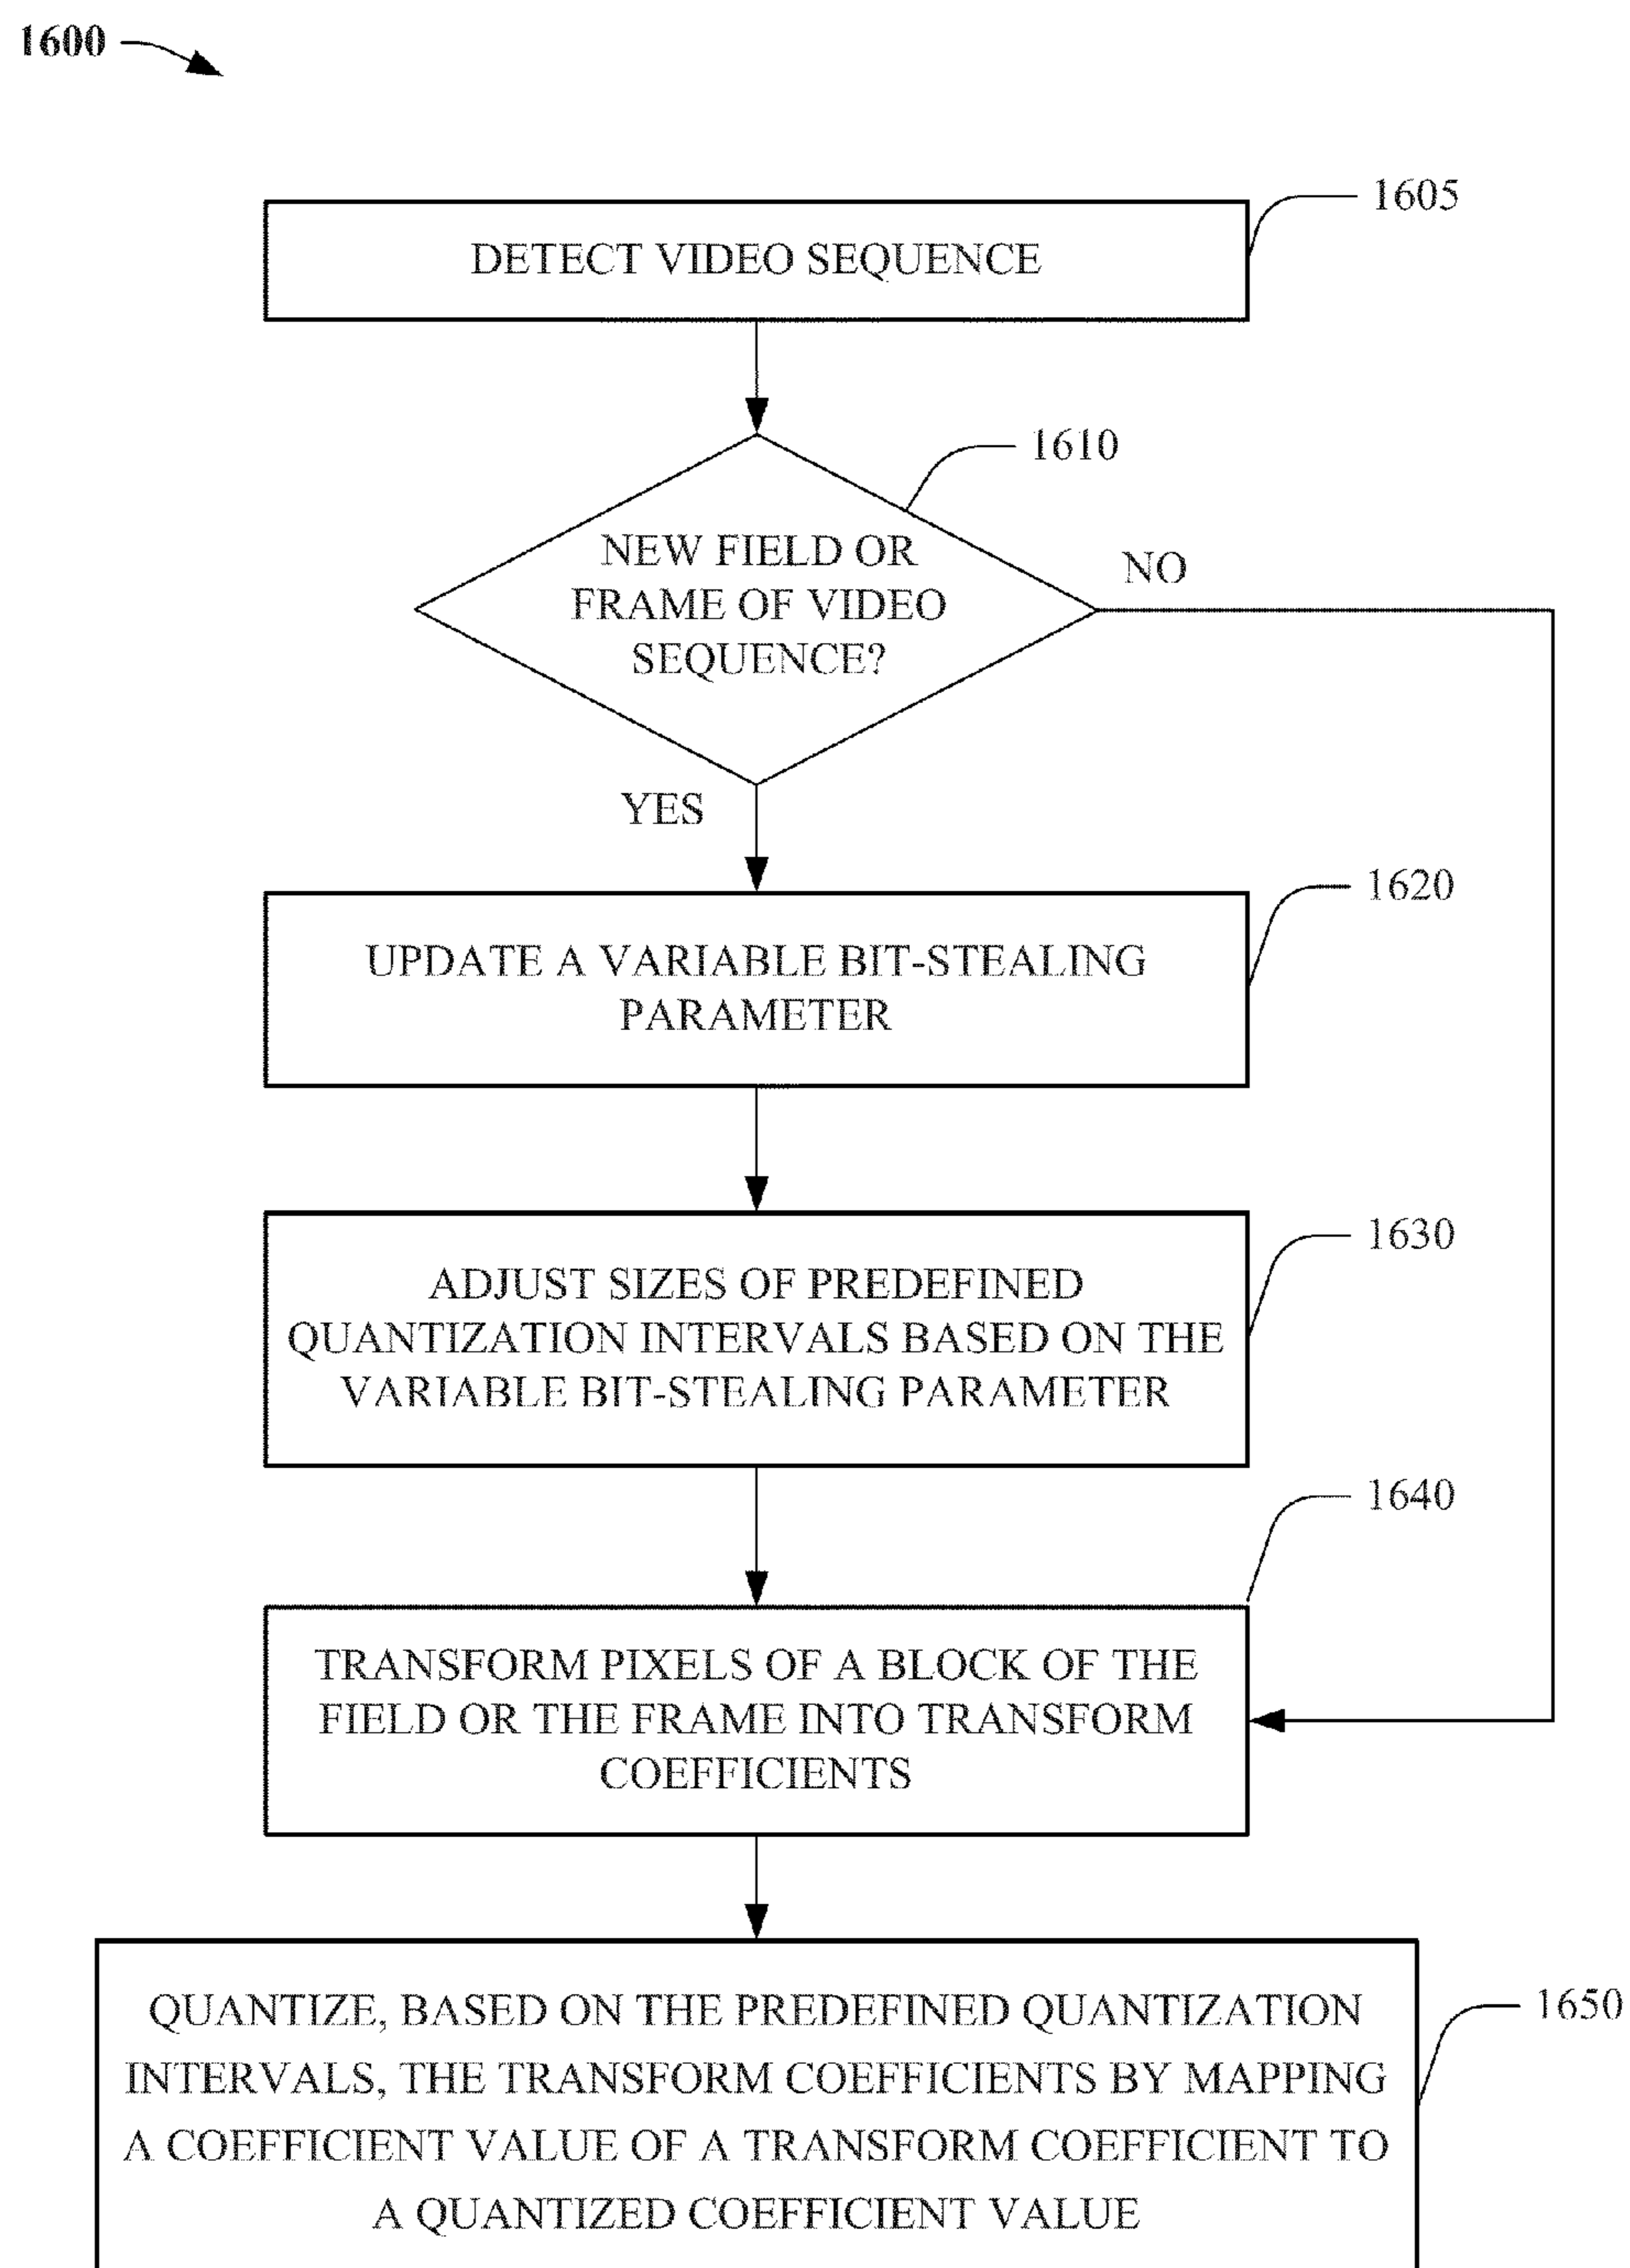 1600
1605
DETECT VIDEO SEQUENCE
1610
NEW FIELD OR
FRAME OF VIDEO
SEQUENCE?
NO
YES
1620
UPDATE A VARIABLE BIT-STEALING
PARAMETER
1630
ADJUST SIZES OF PREDEFINED
QUANTIZATION INTERVALS BASED ON THE
VARIABLE BIT-STEALING PARAMETER
1640
TRANSFORM PIXELS OF A BLOCK OF THE
FIELD OR THE FRAME INTO TRANSFORM
COEFFICIENTS
1650
QUANTIZE, BASED ON THE PREDEFINED QUANTIZATION
INTERVALS, THE TRANSFORM COEFFICIENTS BY MAPPING
A COEFFICIENT VALUE OF A TRANSFORM COEFFICIENT TO
A QUANTIZED COEFFICIENT VALUE